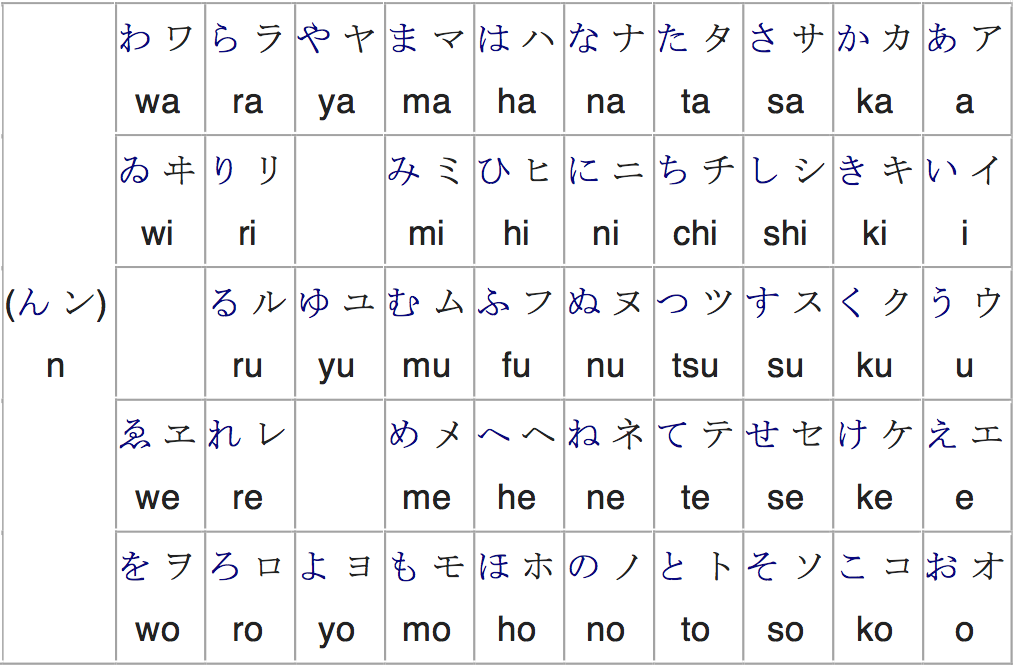 わ ワ ら ラ や ヤ ま マ は ハ な ナ た タ さ サ か カ あ ア
wa ra ya ma ha na ta sa ka a
ゐ ヰ り リ み ミ ひ ヒ に ニ ち チ し シ き キ い イ
wi ri mi hi ni chi shi ki i
(ん ン) る ル ゆ ユ む ム ふ フ ぬ ヌ つ ツ す ス く ク う ウ
n ru yu mu fu nu tsu su ku u
ゑ ヱ れ レ め メ へ ヘ ね ネ て テ せ セ け ケ え エ
we re me he ne te se ke e
を ヲ ろ ロ よ ヨ も モ ほ ホ の ノ と ト そ ソ こ コ お オ
wo ro yo mo ho no to so ko o